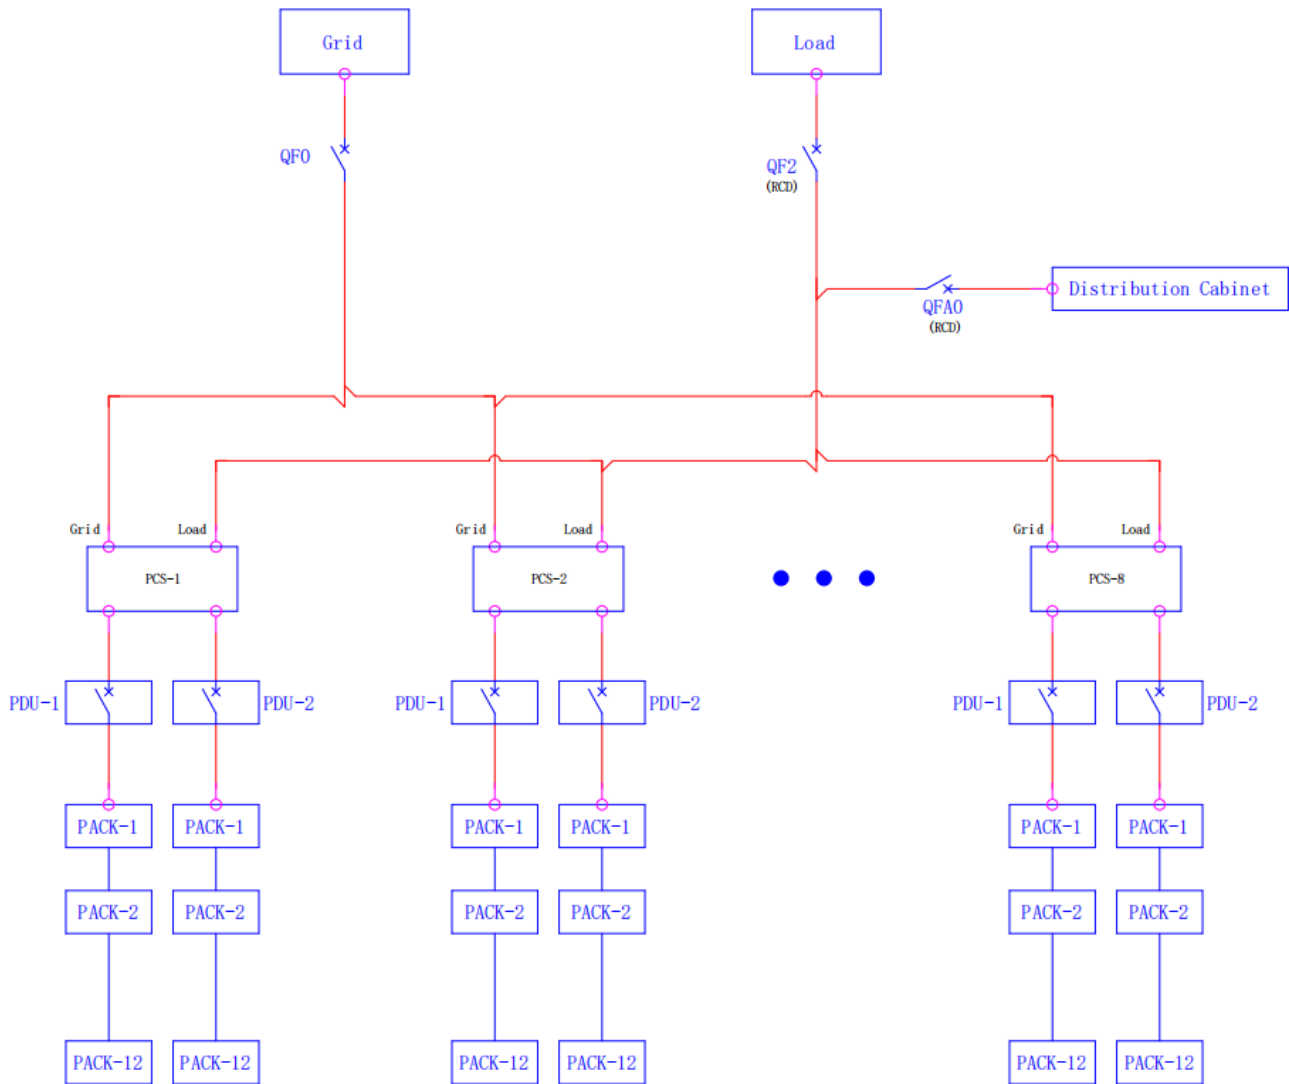 Grid
Load
QF0
QF2
(RCD)
QFA0
(RCD)
Distribution Cabinet
Grid
Load
Grid
Load
Grid
Load
PCS-1
PCS-2
PCS-8
PDU-1
PDU-2
PDU-1
PDU-2
PDU-1
PDU-2
PACK-1
PACK-1
PACK-1
PACK-1
PACK-1
PACK-1
PACK-2
PACK-2
PACK-2
PACK-2
PACK-2
PACK-2
PACK-12
PACK-12
PACK-12
PACK-12
PACK-12
PACK-12